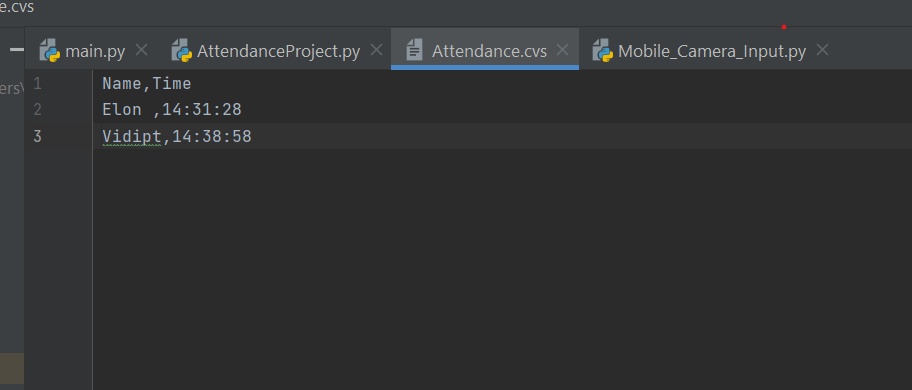 e.cvs
main.py AttendanceProject.py Attendance.cvs Mobile_Camera_Input.py
ers\
1 Name,Time
2 Elon ,14:31:28
3 Vidipt,14:38:58